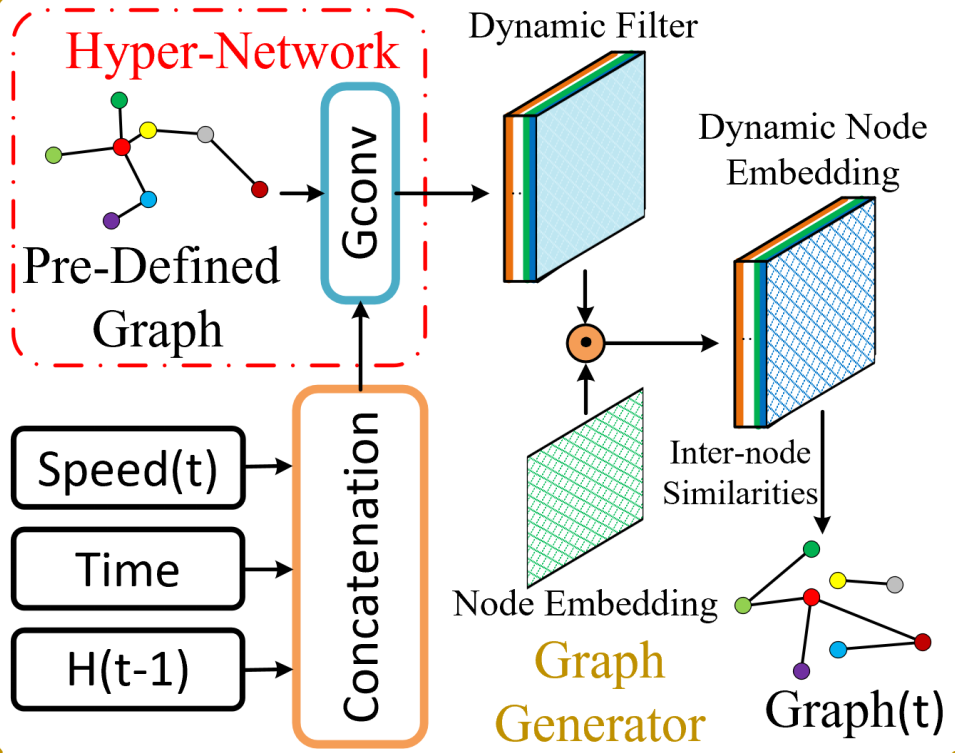 Hyper-Network
Pre-Defined
Graph
Gconv
Dynamic Filter
...
Dynamic Node
Embedding
...
Speed(t)
Time
H(t-1)
Concatenation
Inter-node
Similarities
Node Embedding
Graph
Generator
Graph(t)